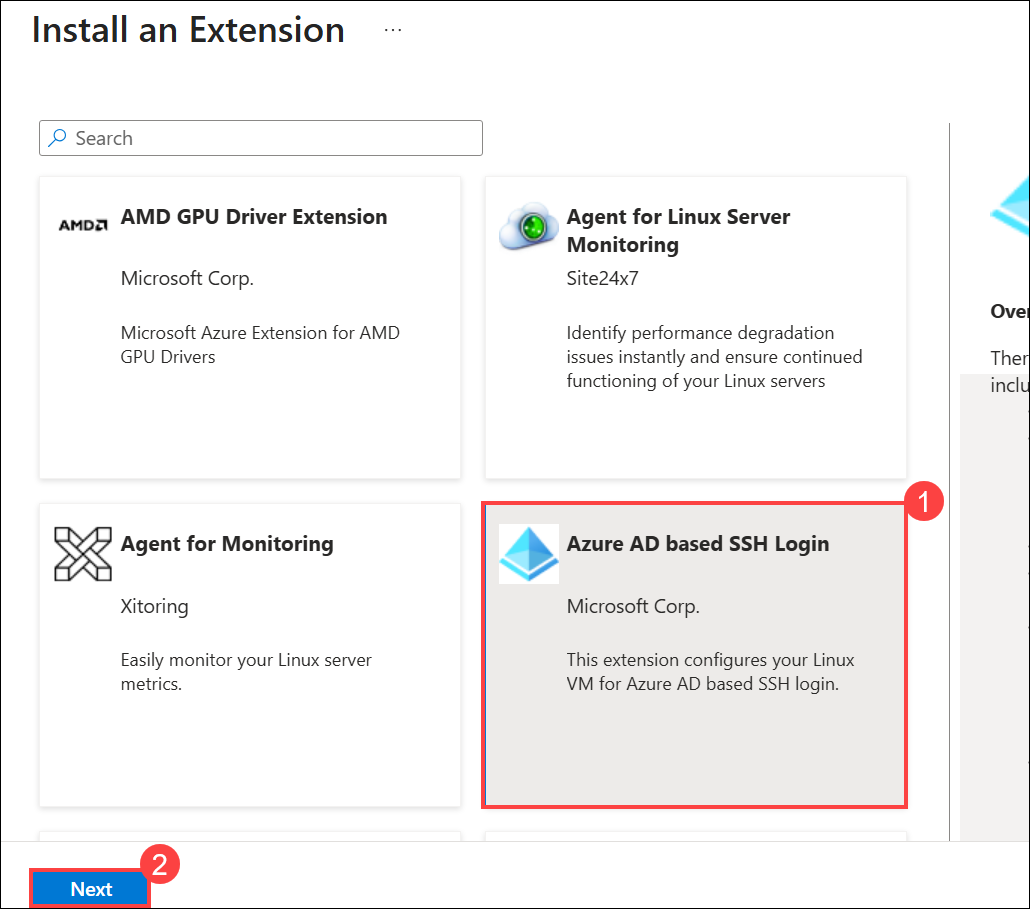 Install an Extension ...
Search
AMD
AMD GPU Driver Extension
Microsoft Corp.
Microsoft Azure Extension for AMD
GPU Drivers
Agent for Linux Server
Monitoring
Site24x7
Identify performance degradation
issues instantly and ensure continued
functioning of your Linux servers
Agent for Monitoring
Xitoring
Easily monitor your Linux server
metrics.
1
Azure AD based SSH Login
Microsoft Corp.
This extension configures your Linux
VM for Azure AD based SSH login.
2
Next